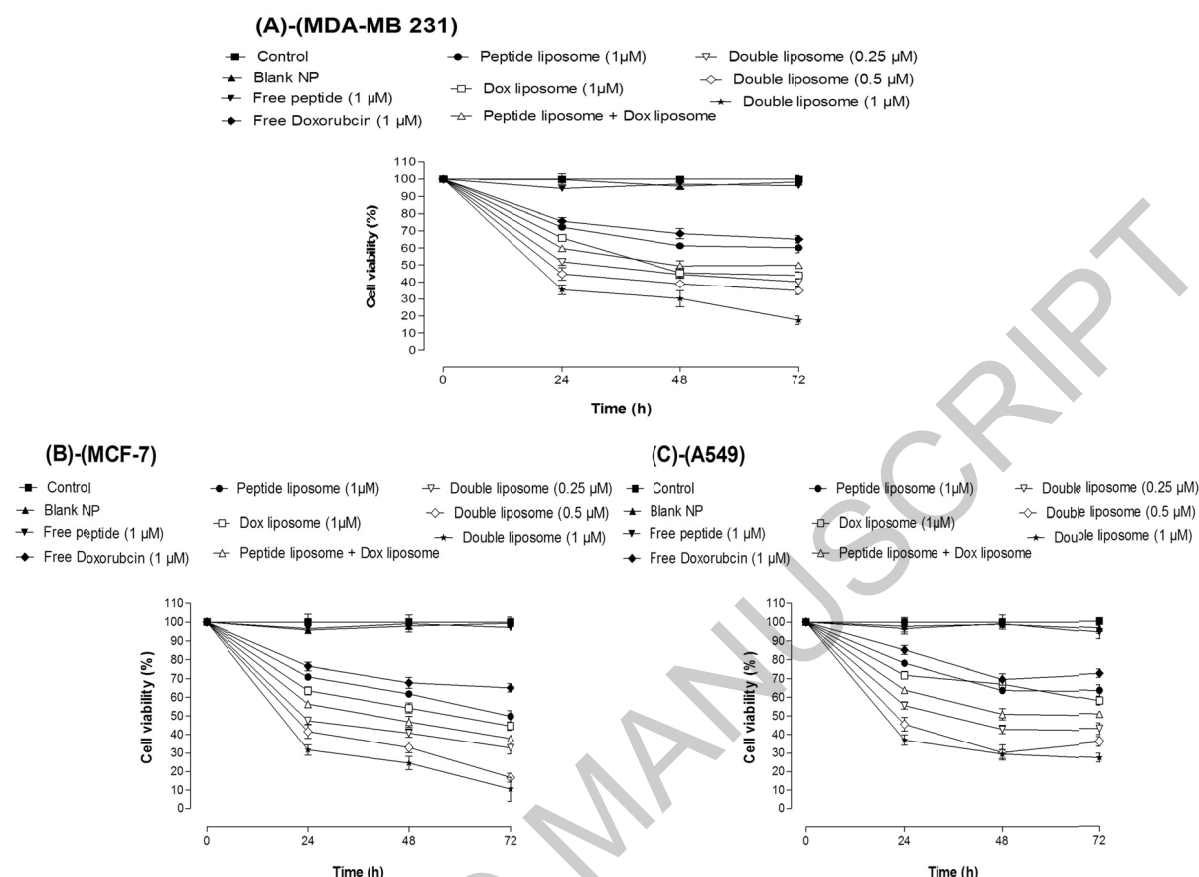 (A)-(MDA-MB 231)
Control
Blank NP
Free peptide (1 µM)
Free Doxorubcin (1 µM)
Peptide liposome (1µM)
Dox liposome (1µM)
Peptide liposome + Dox liposome
Double liposome (0.25 µM)
Double liposome (0.5 µM)
Double liposome (1 µM)
Cell viability (%)
110
100
90
80
70
60
50
40
30
20
10
0
0 24 48 72
Time (h)
(B)-(MCF-7)
Control
Blank NP
Free peptide (1 µM)
Free Doxorubcin (1 µM)
Peptide liposome (1µM)
Dox liposome (1µM)
Peptide liposome + Dox liposome
Double liposome (0.25 µM)
Double liposome (0.5 µM)
Double liposome (1 µM)
Cell viability (%)
110
100
90
80
70
60
50
40
30
20
10
0
0 24 48 72
Time (h)
(C)-(A549)
Control
Blank NP
Free peptide (1 µM)
Free Doxorubcin (1 µM)
Peptide liposome (1µM)
Dox liposome (1µM)
Peptide liposome + Dox liposome
Double liposome (0.25 µM)
Double liposome (0.5 µM)
Double liposome (1 µM)
Cell viability (%)
110
100
90
80
70
60
50
40
30
20
10
0
0 24 48 72
Time (h)
MANUSCRIPT